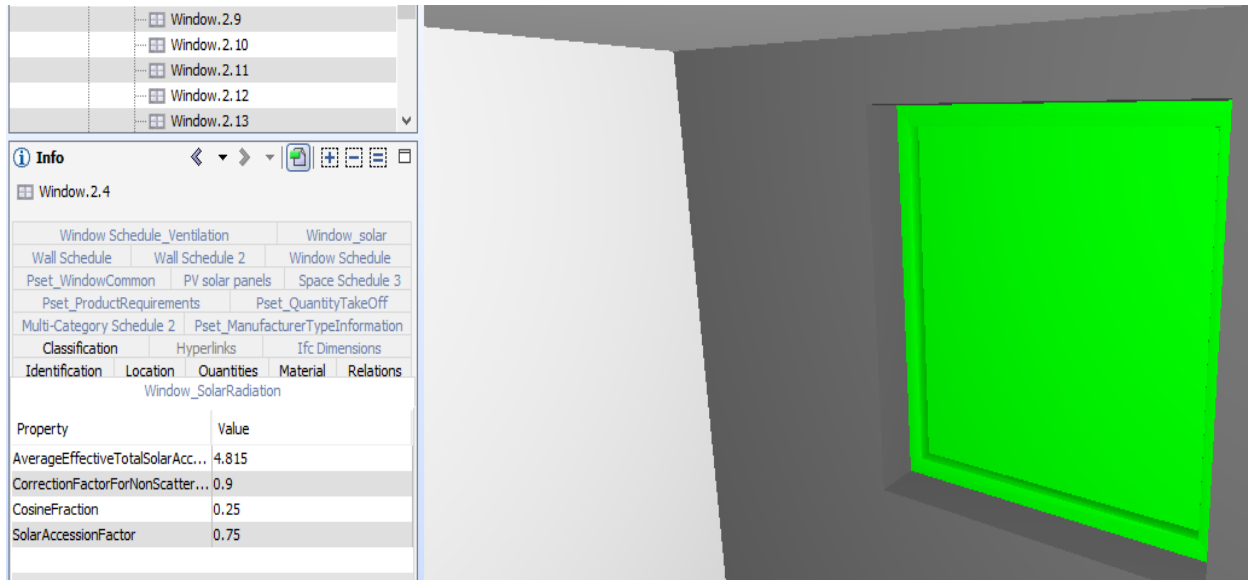 Window.2.9
Window.2.10
Window.2.11
Window.2.12
Window.2.13
Info
Window.2.4
Window Schedule_Ventilation Window_solar
Wall Schedule Wall Schedule 2 Window Schedule
Pset_WindowCommon PV solar panels Space Schedule 3
Pset_ProductRequirements Pset_QuantityTakeOff
Multi-Category Schedule 2 Pset_ManufacturerTypeInformation
Classification Hyperlinks Ifc Dimensions
Identification Location Quantities Material Relations
Window_SolarRadiation
Property Value
AverageEffectiveTotalSolarAcc... 4.815
CorrectionFactorForNonScatter... 0.9
CosineFraction 0.25
SolarAccessionFactor 0.75